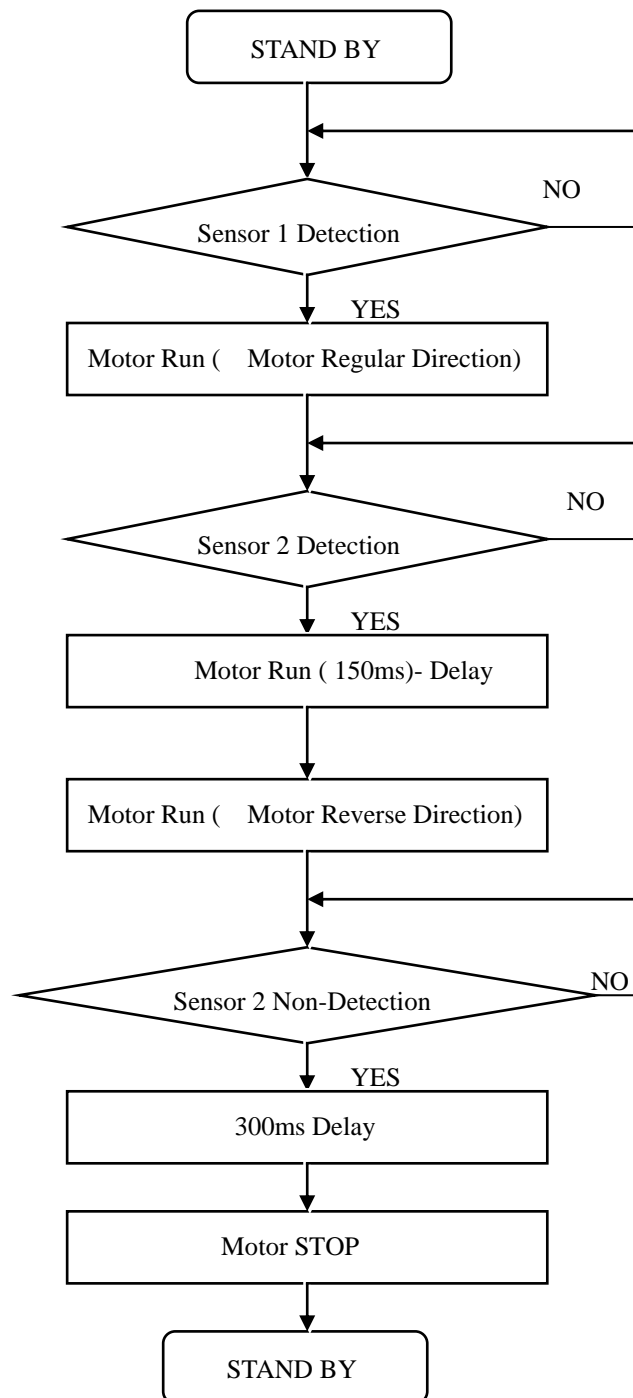 STAND BY
NO
Sensor 1 Detection
YES
Motor Run ( Motor Regular Direction)
NO
Sensor 2 Detection
YES
Motor Run ( 150ms)- Delay
Motor Run ( Motor Reverse Direction)
NO
Sensor 2 Non-Detection
YES
300ms Delay
Motor STOP
STAND BY